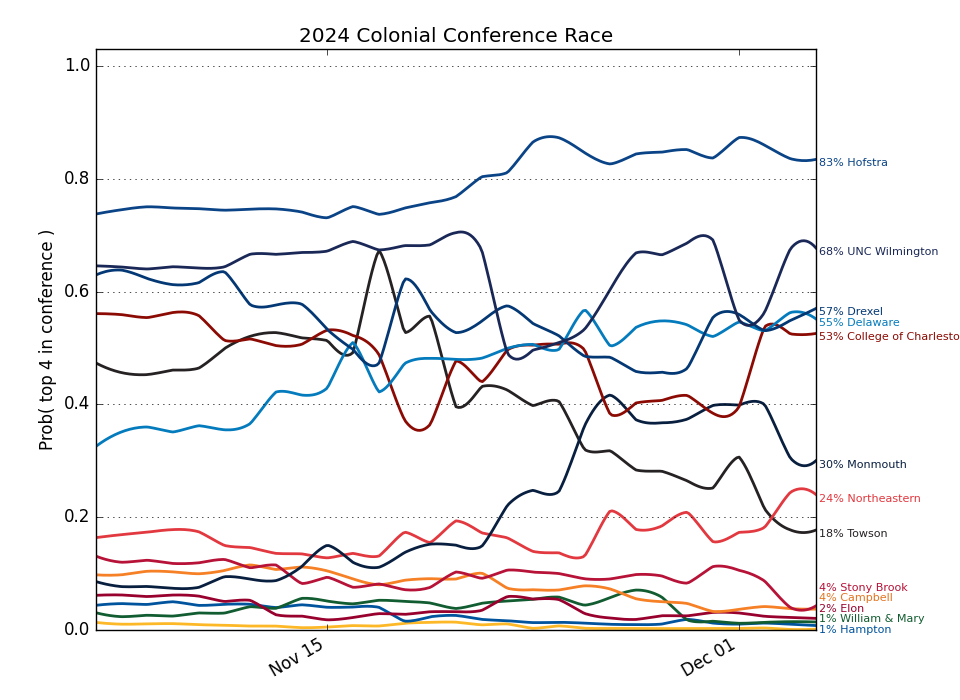 2024 Colonial Conference Race
Prob( top 4 in conference )
1.0
0.8
0.6
0.4
0.2
0.0
Nov 15
Dec 01
83% Hofstra
68% UNC Wilmington
57% Drexel
55% Delaware
53% College of Charlesto
30% Monmouth
24% Northeastern
18% Towson
4% Stony Brook
4% Campbell
2% Elon
1% William & Mary
1% Hampton